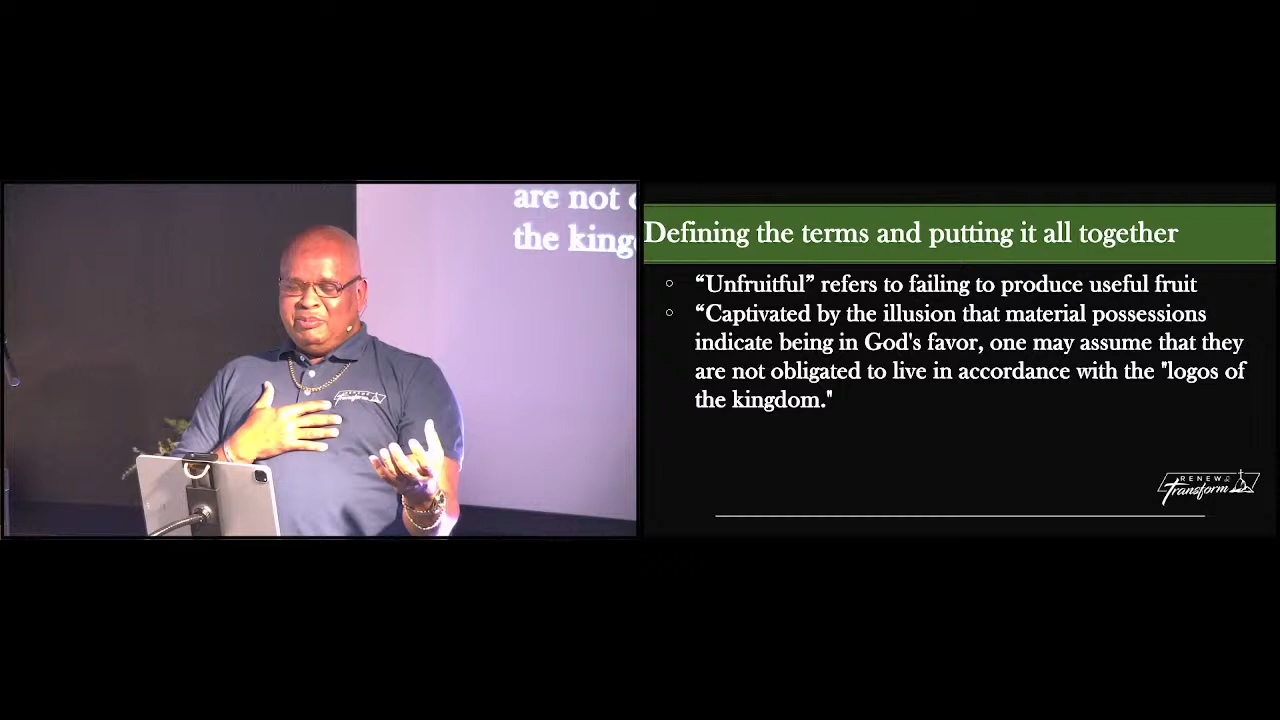 are not
the king
Defining the terms and putting it all together
“Unfruitful” refers to failing to produce useful fruit
“Captivated by the illusion that material possessions
indicate being in God's favor, one may assume that they
are not obligated to live in accordance with the "logos of
the kingdom."
RENEW
Transform